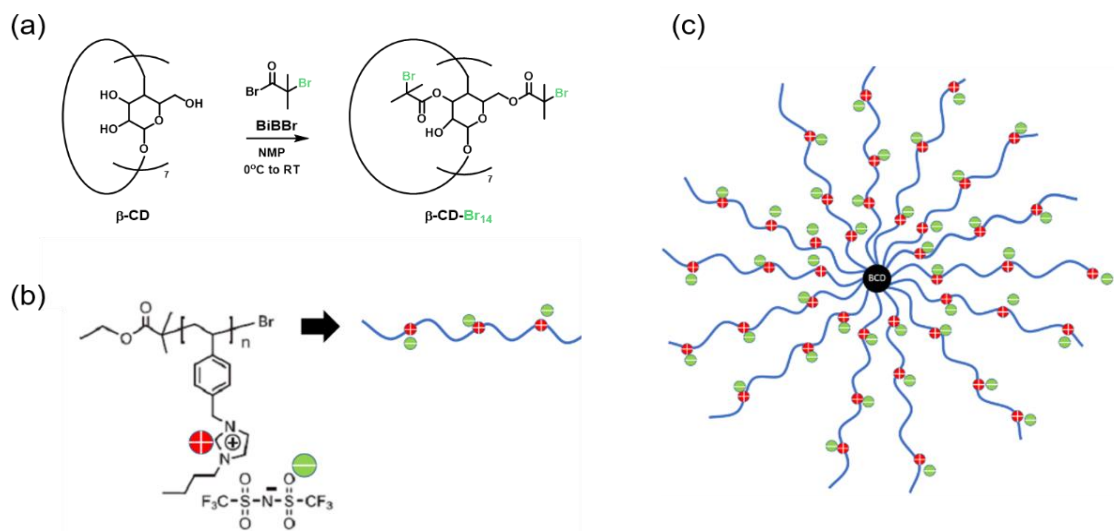 (a)
HO
HO
O
OH
O
7
β-CD
O
Br
Br
BiBBr
NMP
0°C to RT
Br
O
O
O
O
O
Br
HO
O
7
β-CD-Br14
(b)
O
O
Br
n
N
⊕
N
O
O
F3C-S-N-S-CF3
O
O
(c)
BCD